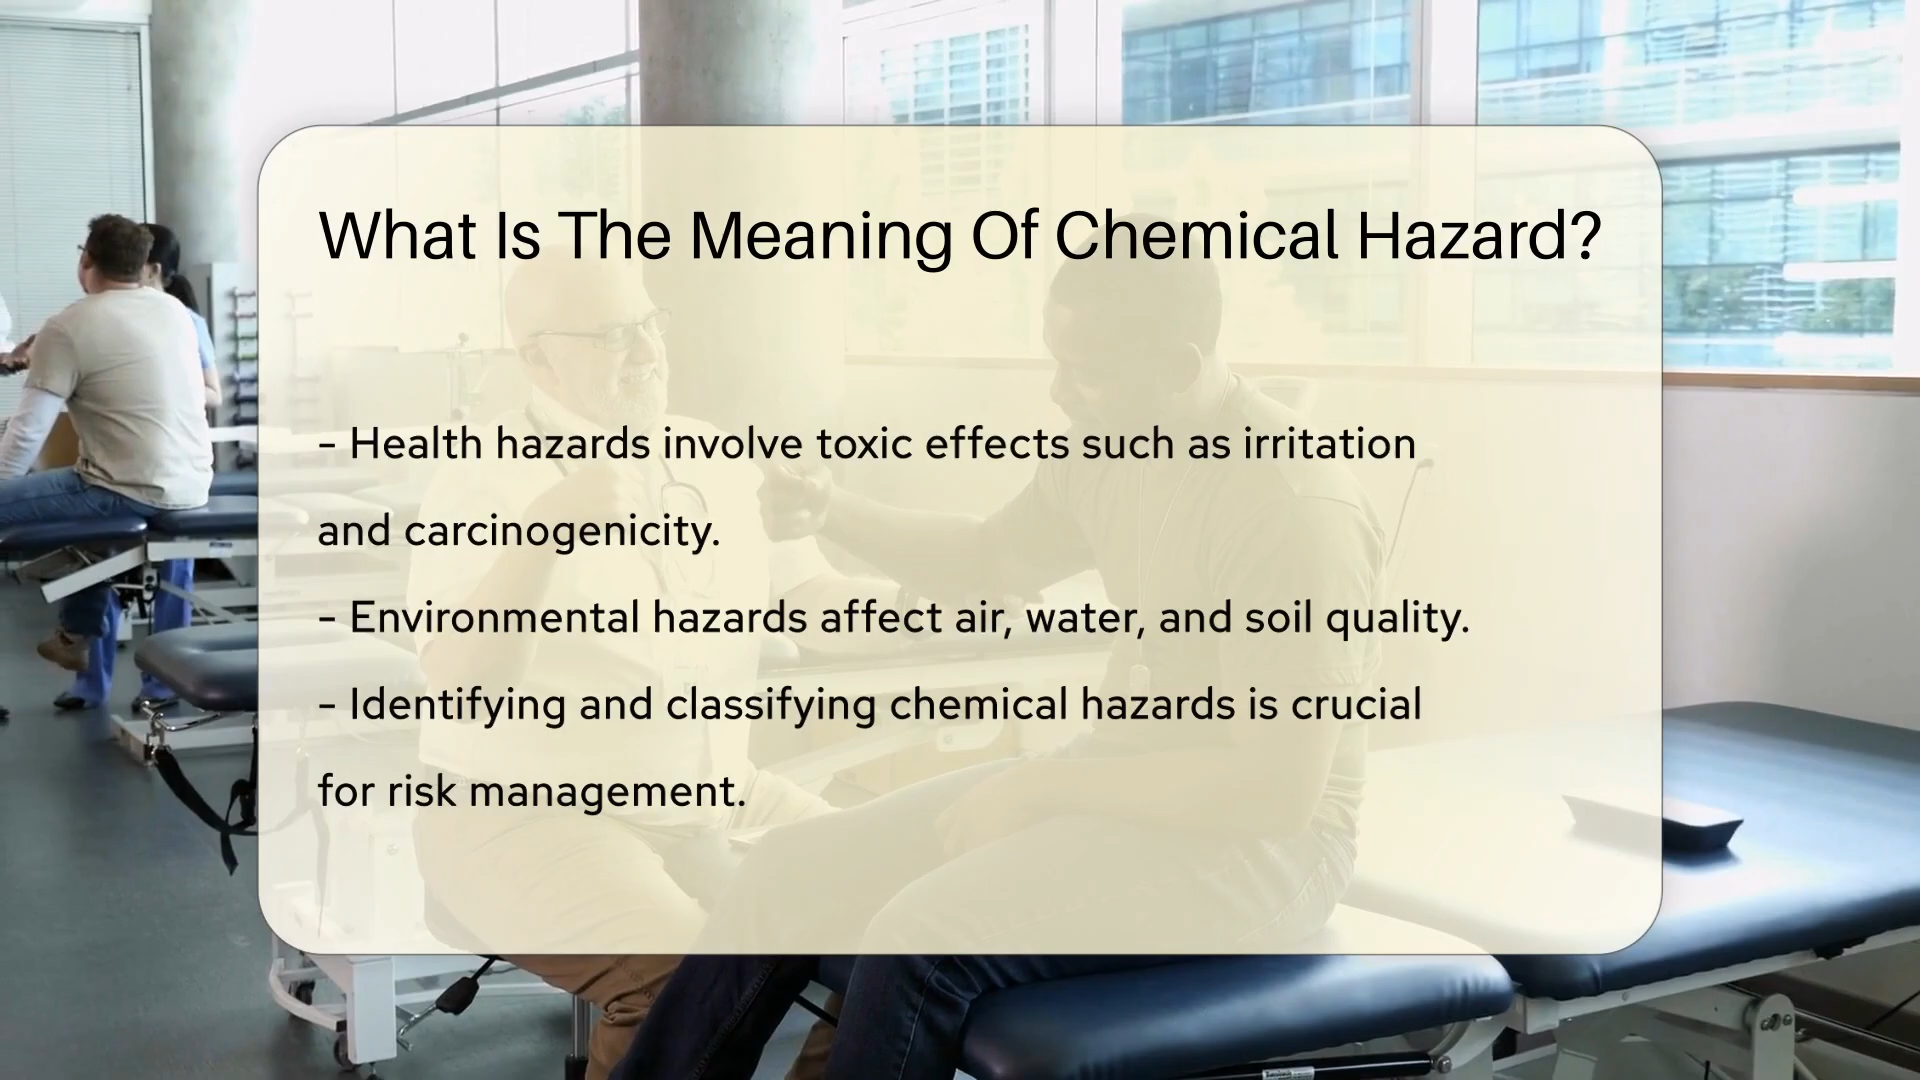 What Is The Meaning Of Chemical Hazard?
- Health hazards involve toxic effects such as irritation
and carcinogenicity.
- Environmental hazards affect air, water, and soil quality.
- Identifying and classifying chemical hazards is crucial
for risk management.